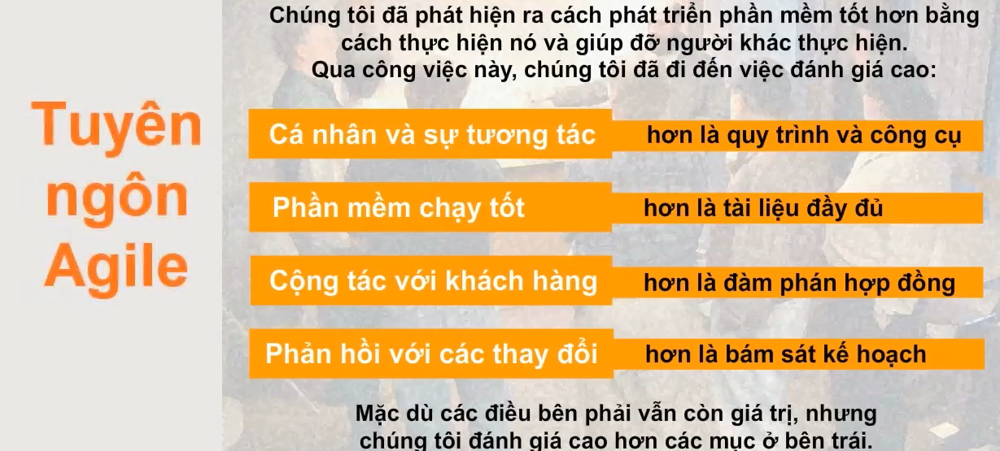 Tuyên
ngôn
Agile
Chúng tôi đã phát hiện ra cách phát triển phần mềm tốt hơn bằng
cách thực hiện nó và giúp đỡ người khác thực hiện.
Qua công việc này, chúng tôi đã đi đến việc đánh giá cao:
Cá nhân và sự tương tác hơn là quy trình và công cụ
Phần mềm chạy tốt hơn là tài liệu đầy đủ
Cộng tác với khách hàng hơn là đàm phán hợp đồng
Phản hồi với các thay đổi hơn là bám sát kế hoạch
Mặc dù các điều bên phải vẫn còn giá trị, nhưng
chúng tôi đánh giá cao hơn các mục ở bên trái.